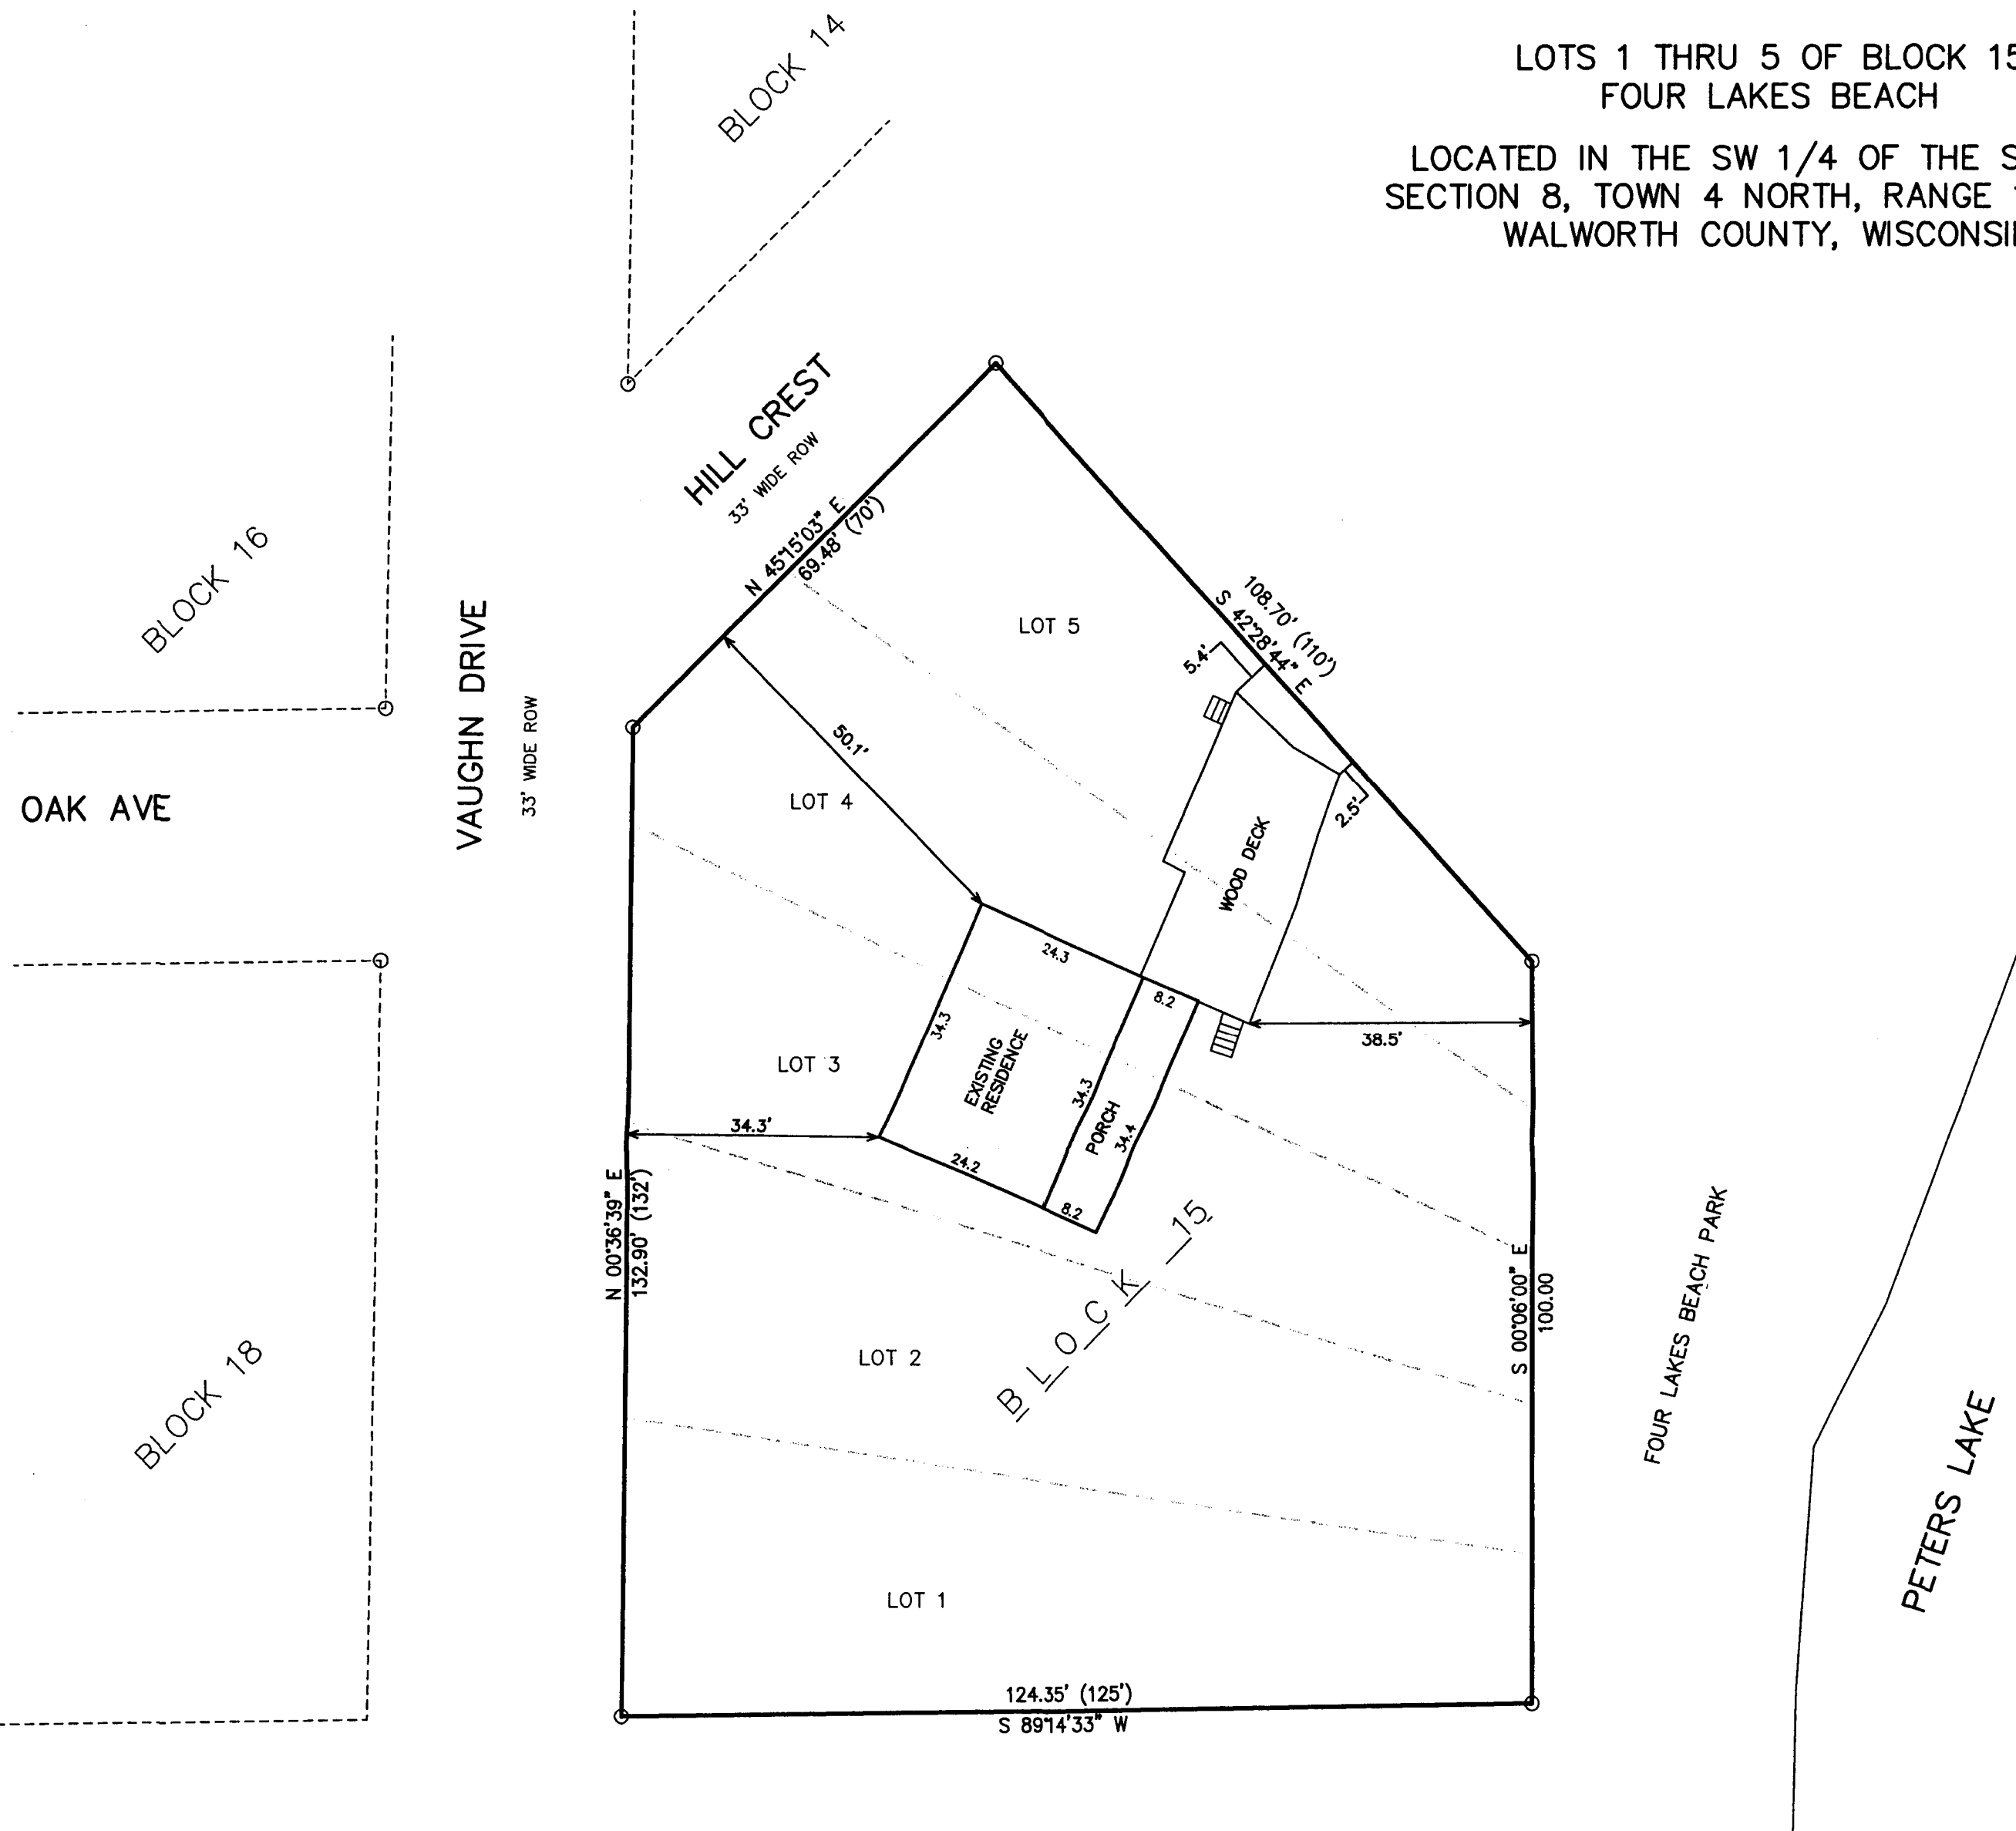 LOTS 1 THRU 5 OF BLOCK 15
FOUR LAKES BEACH
LOCATED IN THE SW 1/4 OF THE S
SECTION 8, TOWN 4 NORTH, RANGE
WALWORTH COUNTY, WISCONSI
BLOCK 14
HILL CREST
33' WIDE ROW
N 45°15'03" E
69.48' (70')
BLOCK 16
VAUGHN DRIVE
33' WIDE ROW
OAK AVE
LOT 5
108.70' (110')
S 42°28'44" E
5.4'
2.5'
50.1'
LOT 4
WOOD DECK
24.3
8.2
38.5'
34.3
EXISTING
RESIDENCE
LOT 3
34.3
PORCH
34.4
34.3'
24.2
8.2
N 00°36'39" E
132.90' (132')
BLOCK 15
S 00°06'00" E
100.00
FOUR LAKES BEACH PARK
PETERS LAKE
BLOCK 18
LOT 2
LOT 1
124.35' (125')
S 89°14'33" W